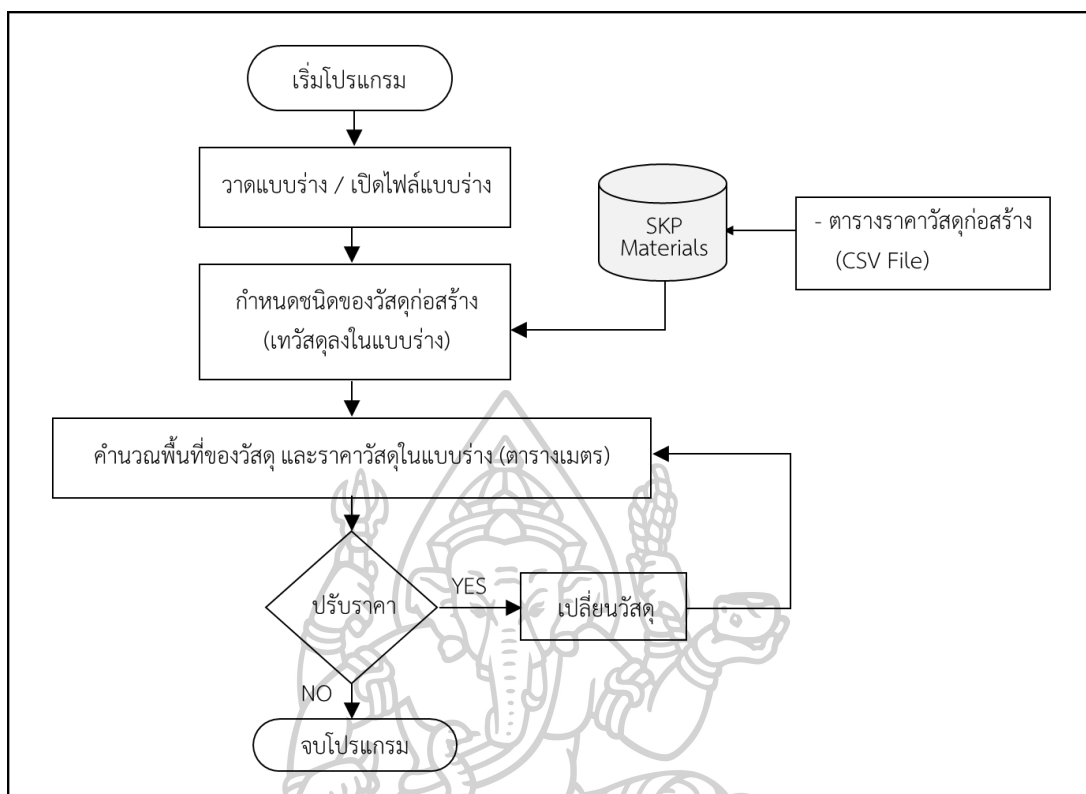 เริ่มโปรแกรม
วาดแบบร่าง / เปิดไฟล์แบบร่าง
SKP
Materials
- ตารางราคาวัสดุก่อสร้าง
(CSV File)
กำหนดชนิดของวัสดุก่อสร้าง
(เทวัสดุลงในแบบร่าง)
คำนวณพื้นที่ของวัสดุ และราคาวัสดุในแบบร่าง (ตารางเมตร)
ปรับราคา
YES
เปลี่ยนวัสดุ
NO
จบโปรแกรม